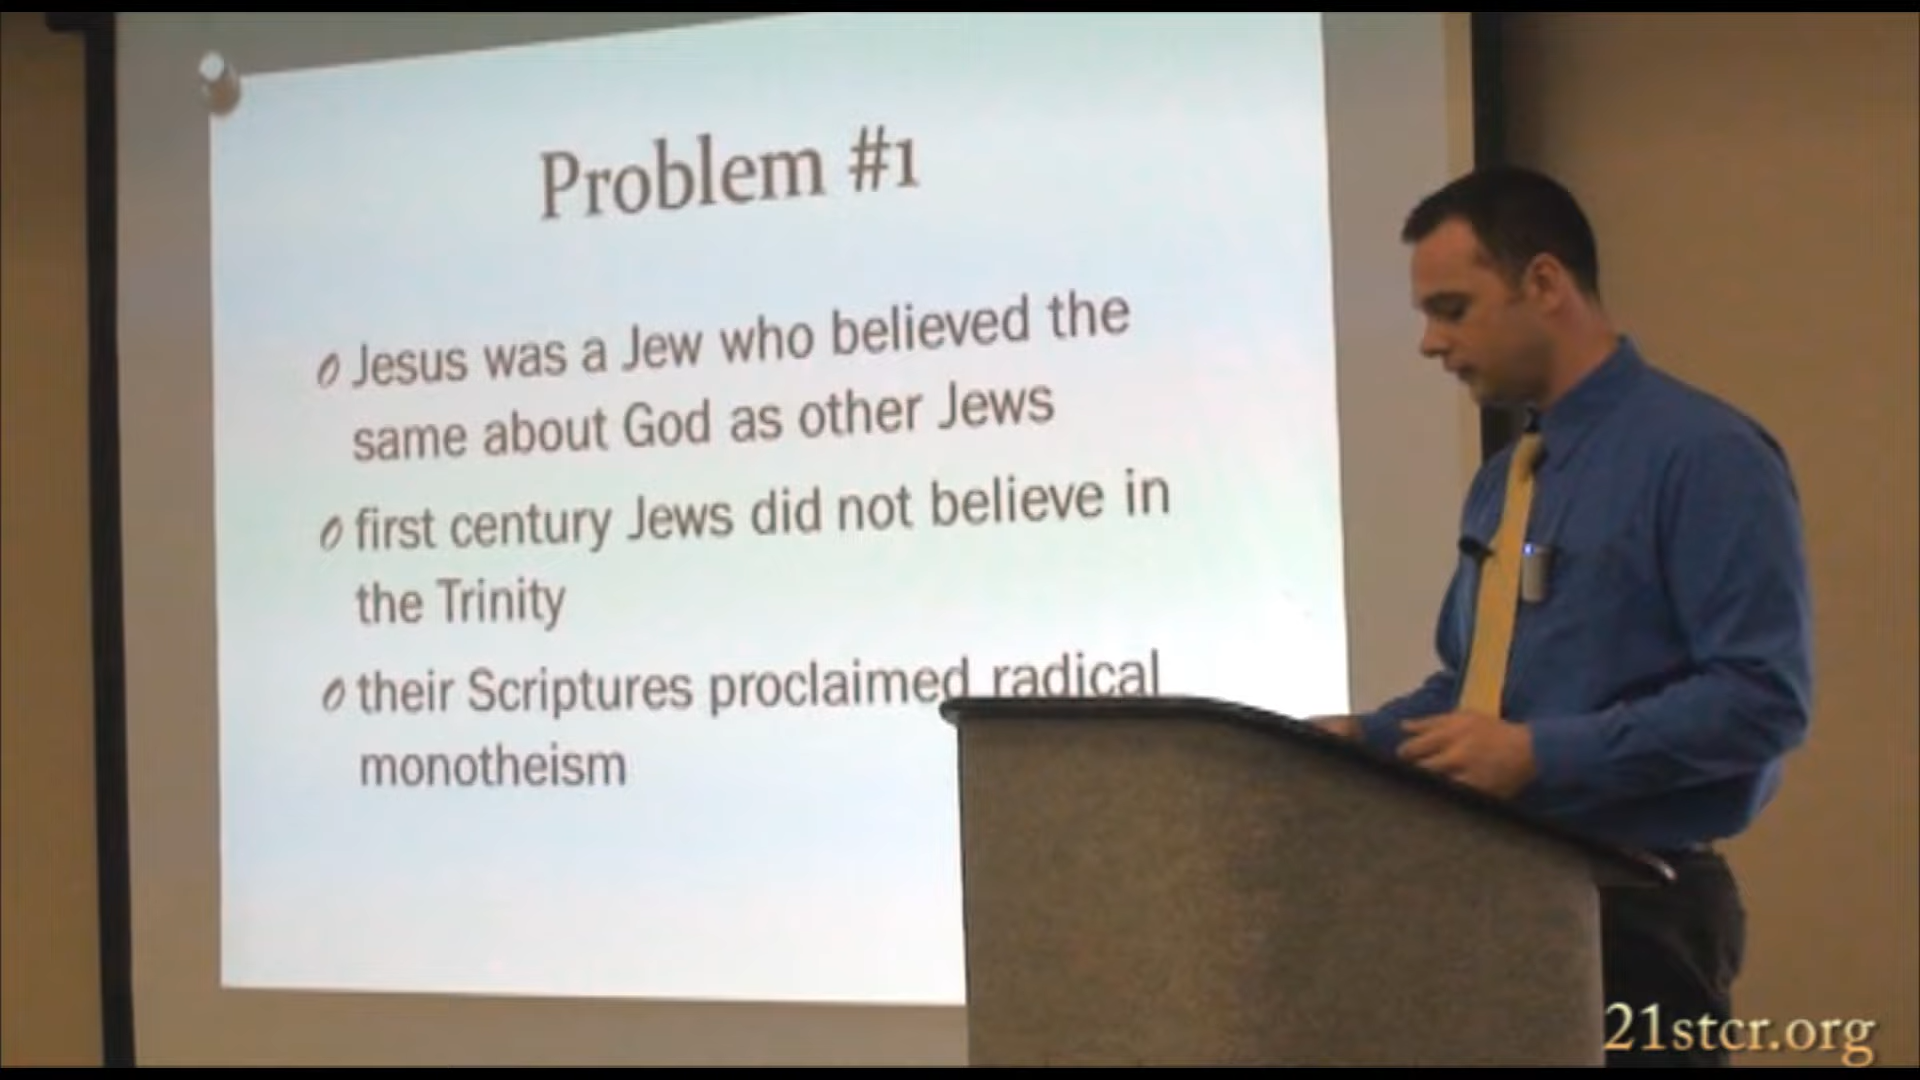 Problem #1
Jesus was a Jew who believed the
same about God as other Jews
first century Jews did not believe in
the Trinity
their Scriptures proclaimed radical
monotheism
21stcr.org